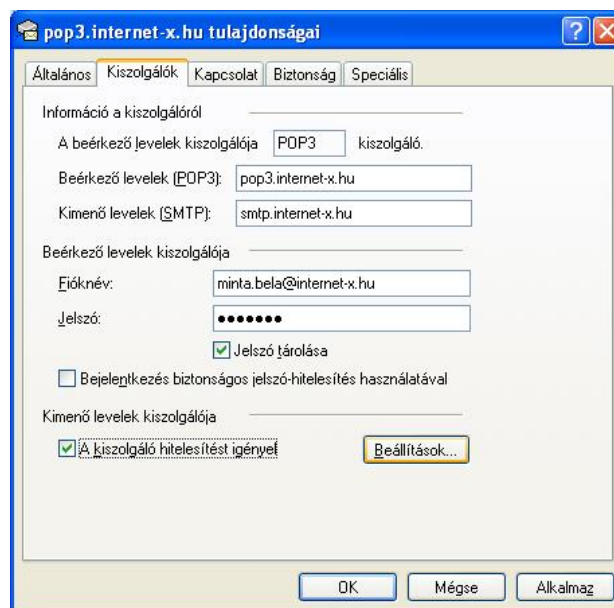 pop3.internet-x.hu tulajdonságai
Általános Kiszolgálók Kapcsolat Biztonság Speciális
Információ a kiszolgálóról
A beérkező levelek kiszolgálója POP3 kiszolgáló.
Beérkező levelek (POP3): pop3.internet-x.hu
Kimenő levelek (SMTP): smtp.internet-x.hu
Beérkező levelek kiszolgálója
Fióknév: minta.bela@internet-x.hu
Jelszó: •••••••
Jelszó tárolása
Bejelentkezés biztonságos jelszó-hitelesítés használatával
Kimenő levelek kiszolgálója
A kiszolgáló hitelesítést igényel Beállítások...
OK Mégse Alkalmaz